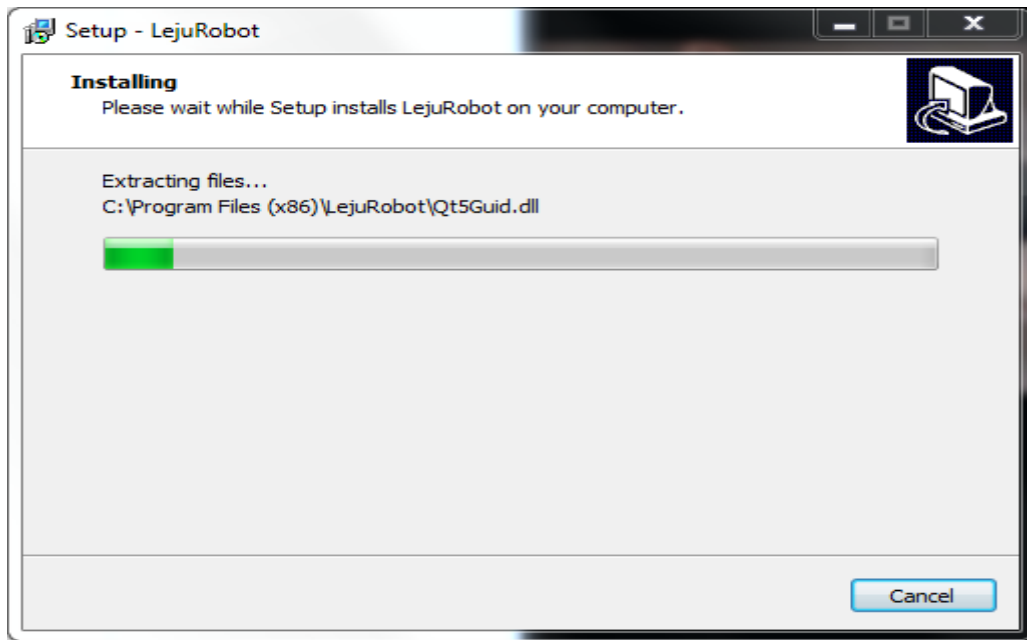 Setup - LejuRobot
Installing
Please wait while Setup installs LejuRobot on your computer.
Extracting files...
C:\Program Files (x86)\LejuRobot\Qt5Guid.dll
Cancel